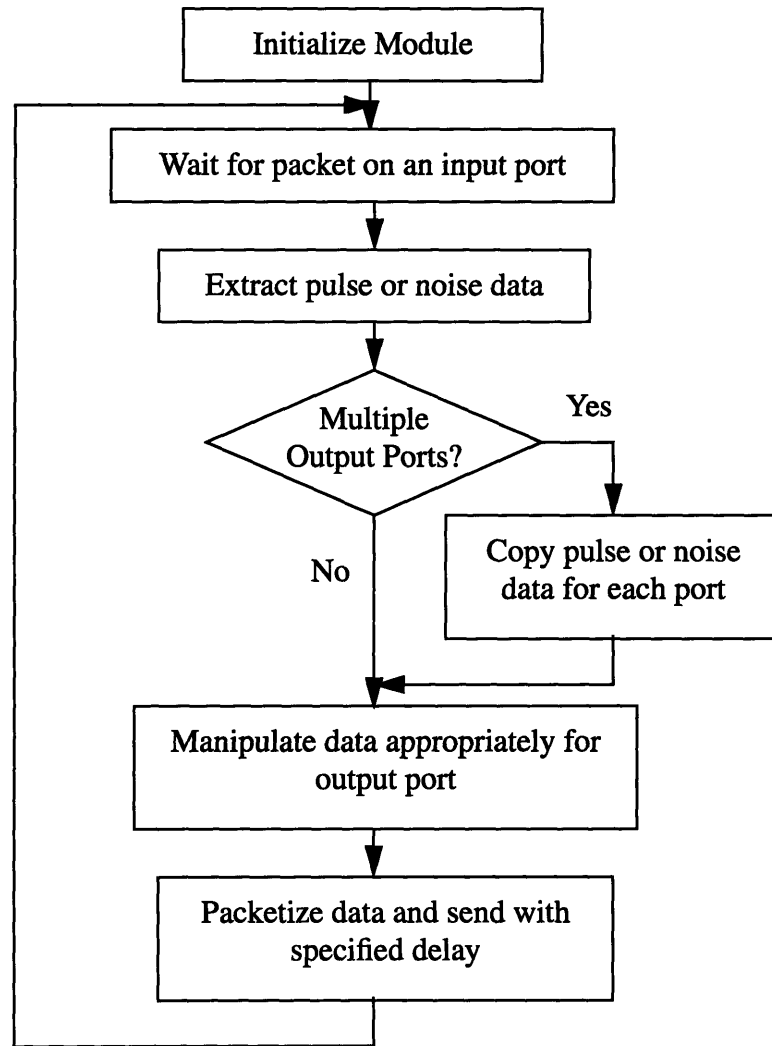 Initialize Module
Wait for packet on an input port
Extract pulse or noise data
Multiple
Output Ports?
Yes
Copy pulse or noise
data for each port
No
Manipulate data appropriately for
output port
Packetize data and send with
specified delay